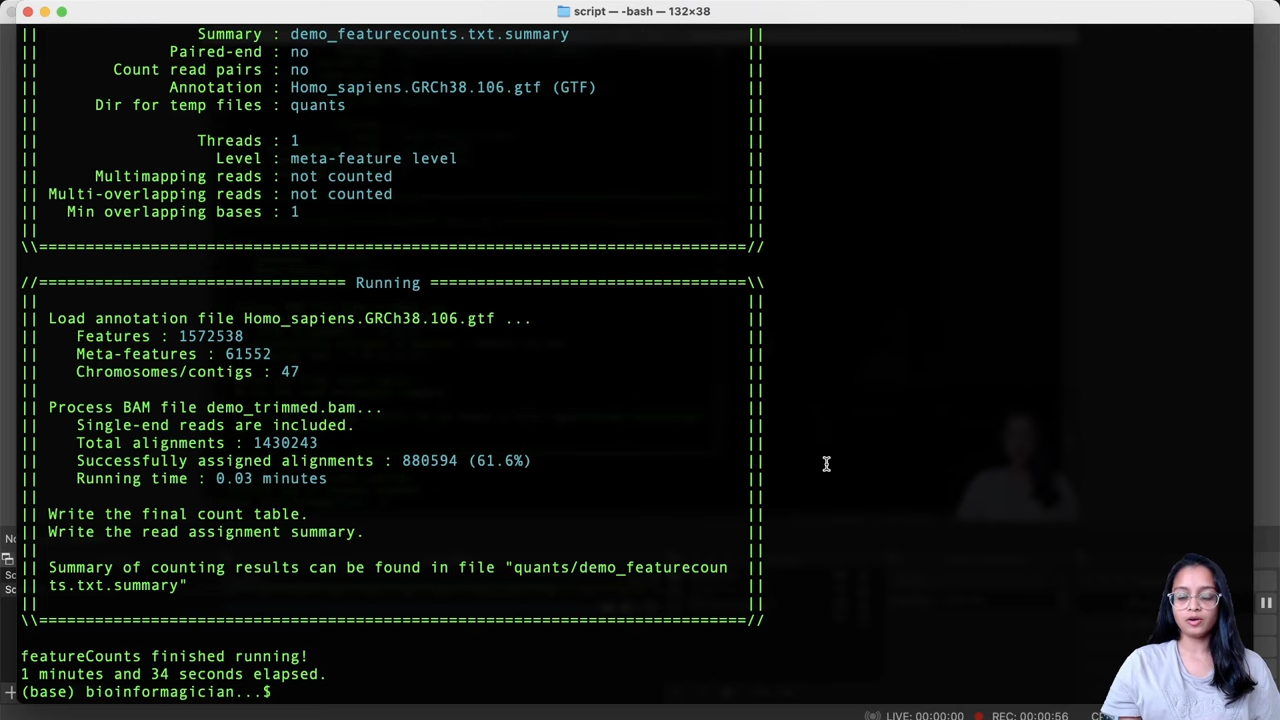 script — -bash — 132×38
|| Summary : demo_featurecounts.txt.summary ||
|| Paired-end : no ||
|| Count read pairs : no ||
|| Annotation : Homo_sapiens.GRCh38.106.gtf (GTF) ||
|| Dir for temp files : quants ||
|| ||
|| Threads : 1 ||
|| Level : meta-feature level ||
|| Multimapping reads : not counted ||
|| Multi-overlapping reads : not counted ||
|| Min overlapping bases : 1 ||
|| ||
\\============================================================================//
//================================= Running ==================================\\
|| ||
|| Load annotation file Homo_sapiens.GRCh38.106.gtf ... ||
|| Features : 1572538 ||
|| Meta-features : 61552 ||
|| Chromosomes/contigs : 47 ||
|| ||
|| Process BAM file demo_trimmed.bam... ||
|| Single-end reads are included. ||
|| Total alignments : 1430243 ||
|| Successfully assigned alignments : 880594 (61.6%) ||
|| Running time : 0.03 minutes ||
|| ||
|| Write the final count table. ||
|| Write the read assignment summary. ||
|| ||
|| Summary of counting results can be found in file "quants/demo_featurecoun ||
|| ts.txt.summary" ||
|| ||
\\============================================================================//
featureCounts finished running!
1 minutes and 34 seconds elapsed.
(base) bioinformagician...$
No
Sc
Sc
LIVE: 00:00:00 REC: 00:00:56